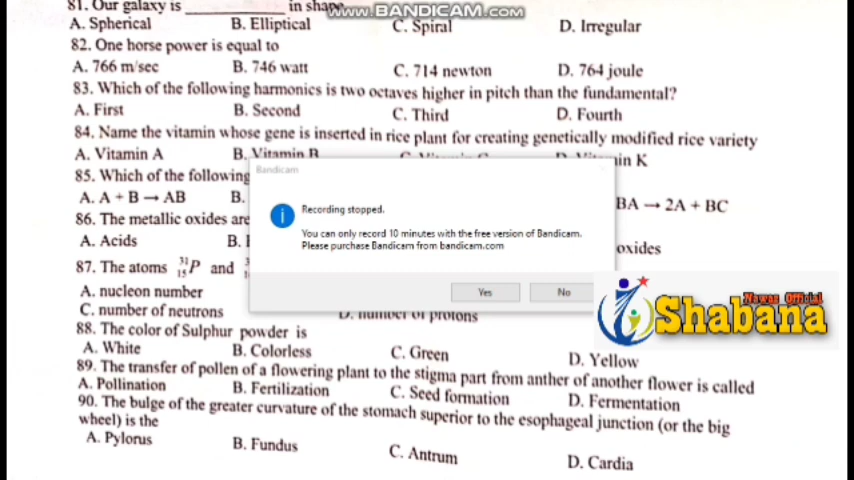 www.BANDICAM.com
81. Our galaxy is __________ in shape
A. Spherical B. Elliptical C. Spiral D. Irregular
82. One horse power is equal to
A. 766 m/sec B. 746 watt C. 714 newton D. 764 joule
83. Which of the following harmonics is two octaves higher in pitch than the fundamental?
A. First B. Second C. Third D. Fourth
84. Name the vitamin whose gene is inserted in rice plant for creating genetically modified rice variety
A. Vitamin A B. Vitamin B in K
85. Which of the following
A. A + B → AB B. BA → 2A + BC
86. The metallic oxides are
A. Acids B. oxides
87. The atoms ³¹₁₅P and
A. nucleon number
C. number of neutrons D. number of protons
88. The color of Sulphur powder is
A. White B. Colorless C. Green D. Yellow
89. The transfer of pollen of a flowering plant to the stigma part from anther of another flower is called
A. Pollination B. Fertilization C. Seed formation D. Fermentation
90. The bulge of the greater curvature of the stomach superior to the esophageal junction (or the big
wheel) is the
A. Pylorus B. Fundus C. Antrum D. Cardia
Bandicam
Recording stopped.
You can only record 10 minutes with the free version of Bandicam.
Please purchase Bandicam from bandicam.com
Yes No
Nawaz Official
Shabana